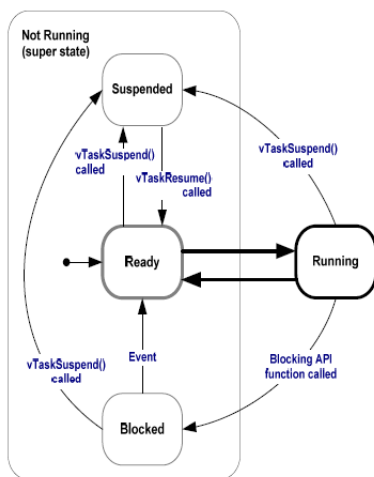 Not Running
(super state)
Suspended
vTaskSuspend()
called
vTaskSuspend()
called
vTaskResume()
called
Ready
Running
Event
Blocking API
function called
vTaskSuspend()
called
Blocked